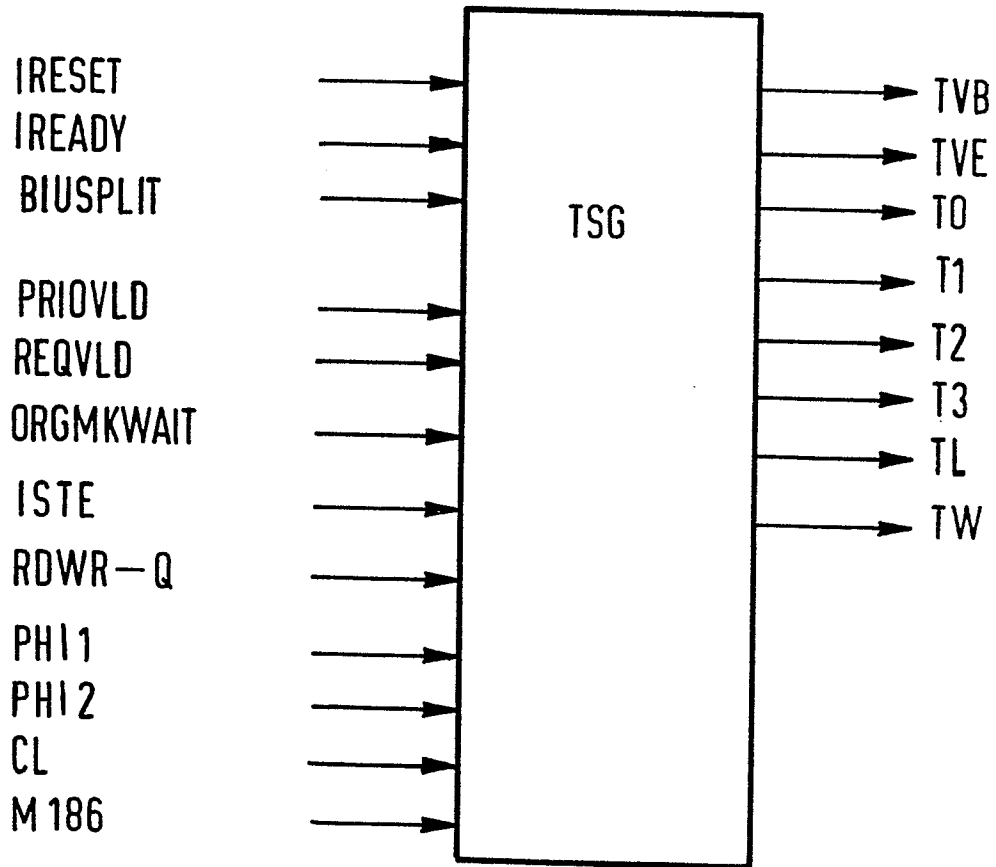 IRESET
IREADY
BIUSPLIT
PRIOVLD
REQVLD
ORGMKWAIT
ISTE
RDWR-Q
PHI1
PHI2
CL
M186
TSG
TVB
TVE
T0
T1
T2
T3
TL
TW